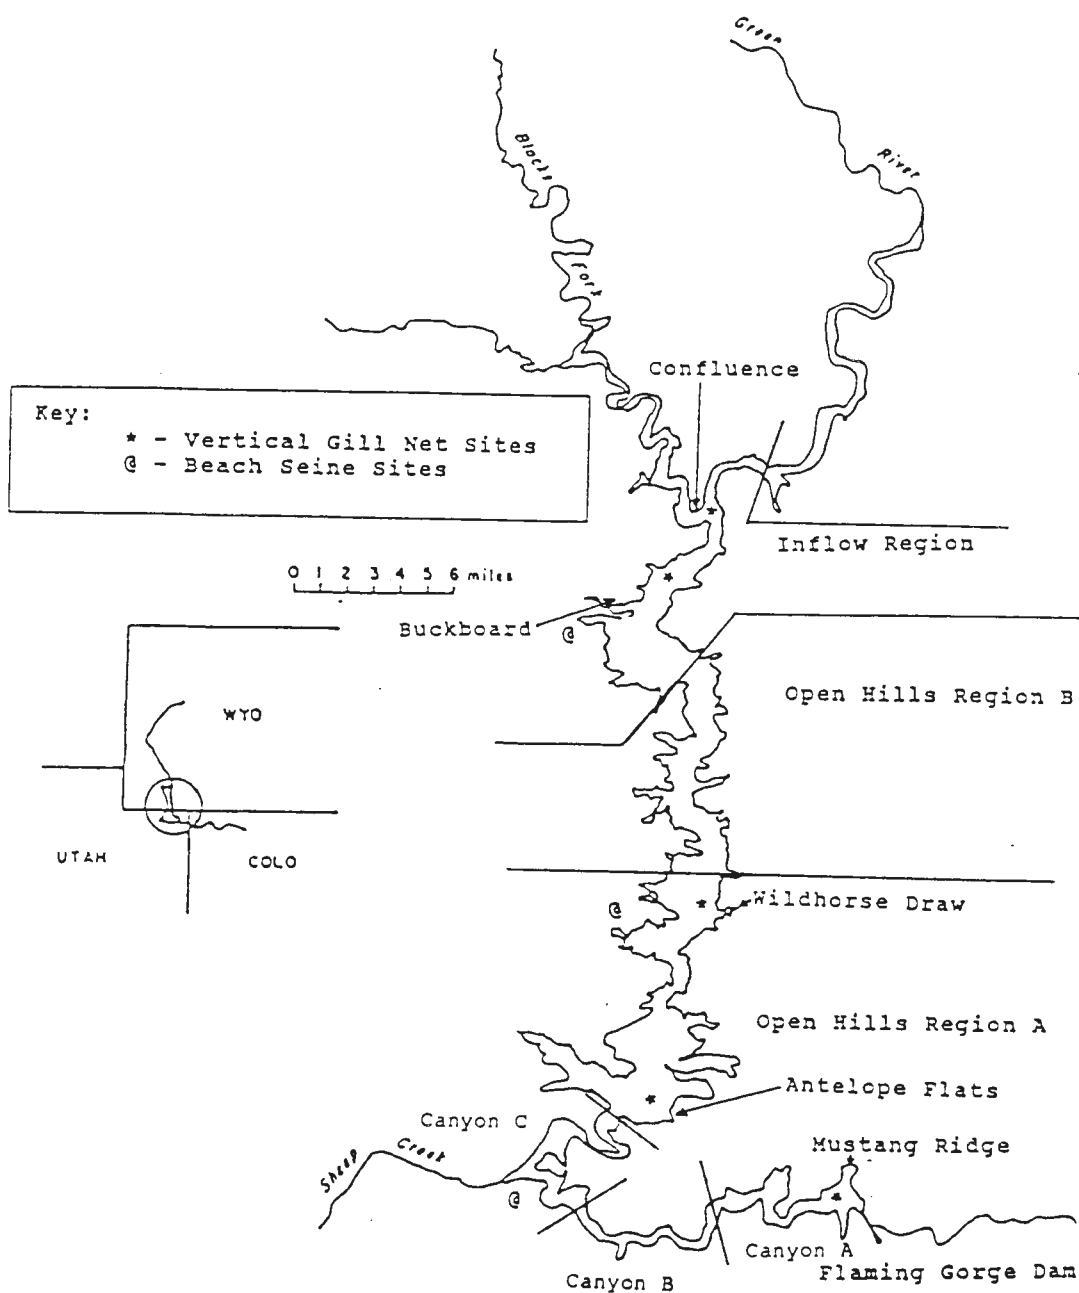 Green
River
Blacks
Fork
Confluence
Key:
* - Vertical Gill Net Sites
@ - Beach Seine Sites
Inflow Region
0 1 2 3 4 5 6 miles
Buckboard
@
Open Hills Region B
WYO
UTAH
COLO
Wildhorse Draw
@
Open Hills Region A
Antelope Flats
Canyon C
Mustang Ridge
Sheep Creek
@
Canyon A
Flaming Gorge Dam
Canyon B